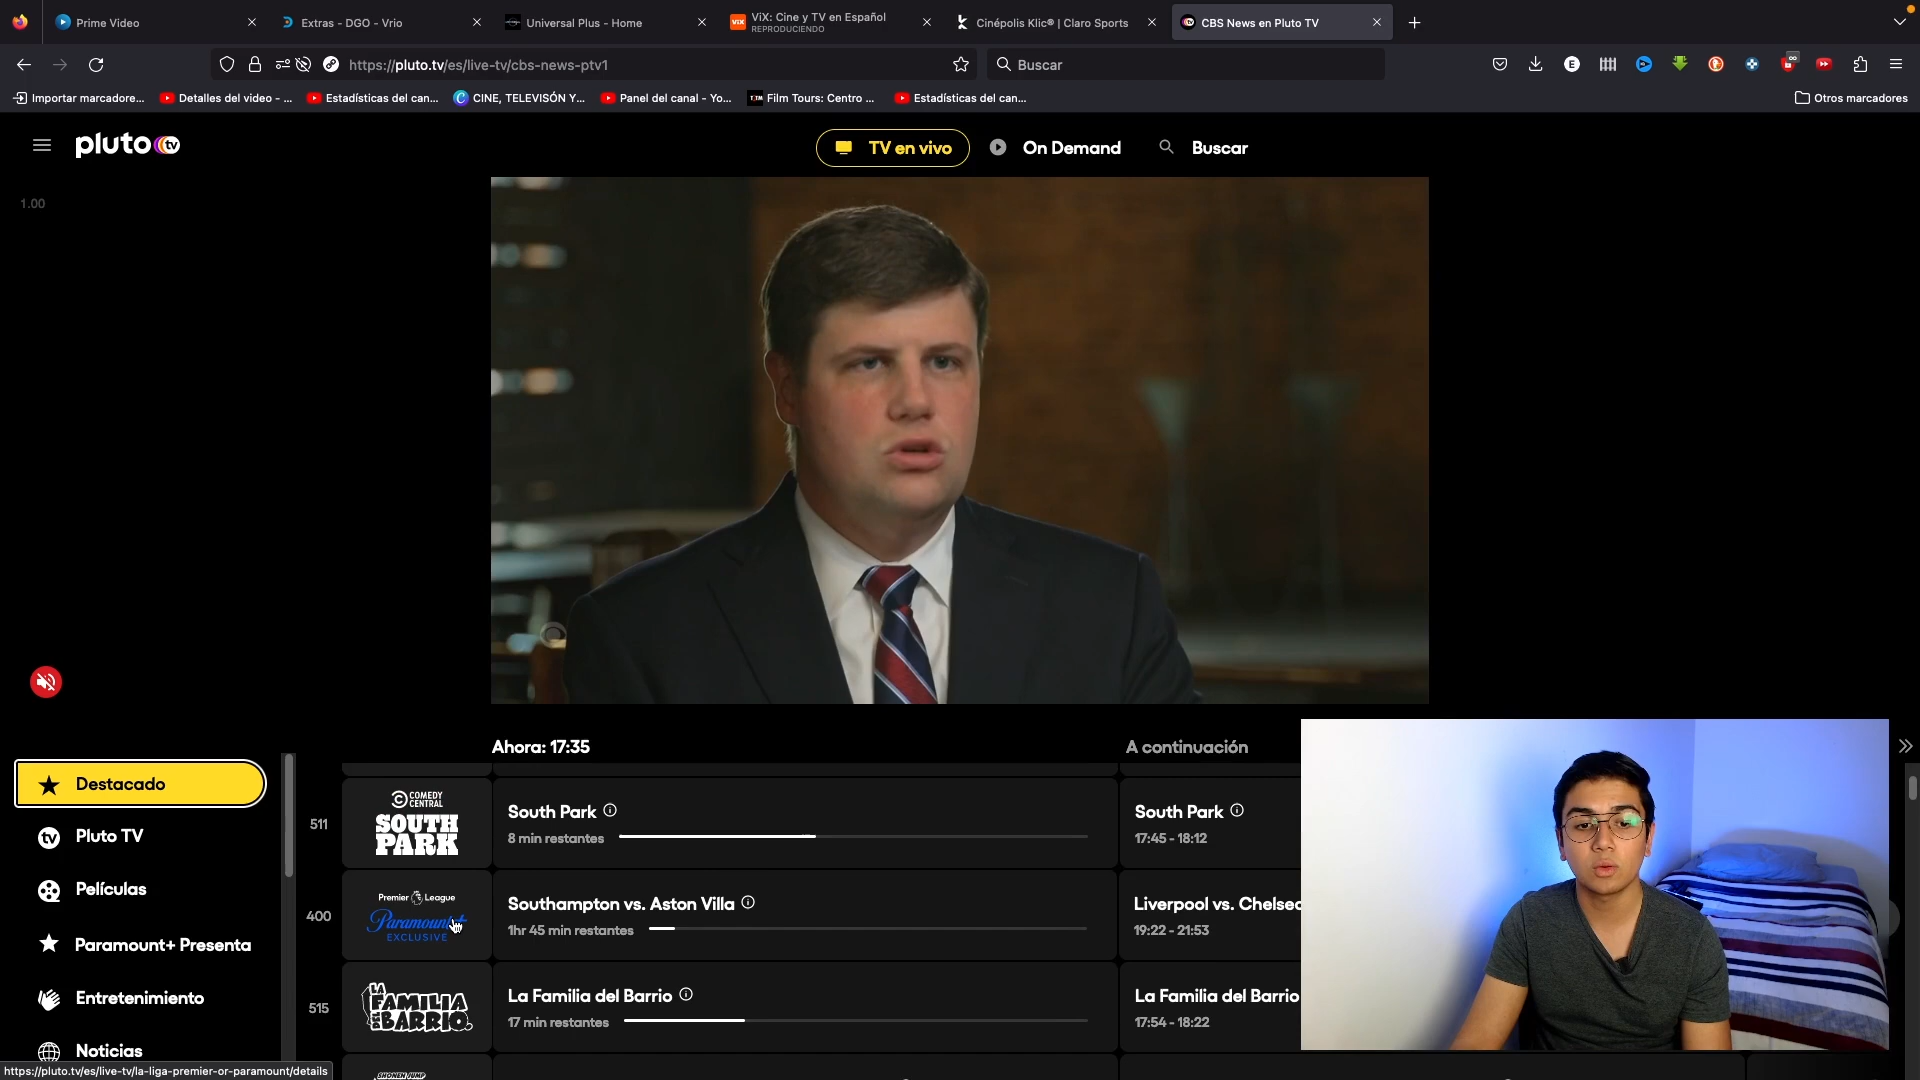 Prime Video
Extras - DGO - Vrio
Universal Plus - Home
ViX: Cine y TV en Español
REPRODUCIENDO
Cinépolis Klic® | Claro Sports
CBS News en Pluto TV
https://pluto.tv/es/live-tv/cbs-news-ptv1
Buscar
Importar marcadore...
Detalles del video - ...
Estadísticas del can...
CINE, TELEVISÓN Y...
Panel del canal - Yo...
Film Tours: Centro ...
Estadísticas del can...
Otros marcadores
pluto tv
TV en vivo
On Demand
Buscar
1.00
Ahora: 17:35
A continuación
Destacado
Pluto TV
Películas
Paramount+ Presenta
Entretenimiento
Noticias
511
COMEDY
CENTRAL
SOUTH
PARK
South Park
8 min restantes
South Park
17:45 - 18:12
400
Premier League
Paramount+
EXCLUSIVE
Southampton vs. Aston Villa
1hr 45 min restantes
Liverpool vs. Chelsea
19:22 - 21:53
515
LA
FAMILIA
DEL
BARRIO
La Familia del Barrio
17 min restantes
La Familia del Barrio
17:54 - 18:22
SHONEN JUMP
https://pluto.tv/es/live-tv/la-liga-premier-or-paramount/details